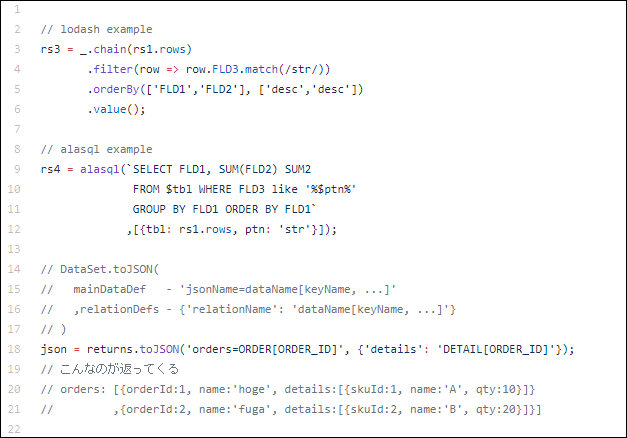 1
2 // lodash example
3 rs3 = _.chain(rs1.rows)
4 .filter(row => row.FLD3.match(/str/))
5 .orderBy(['FLD1','FLD2'], ['desc','desc'])
6 .value();
7
8 // alasql example
9 rs4 = alasql(`SELECT FLD1, SUM(FLD2) SUM2
10 FROM $tbl WHERE FLD3 like '%$ptn%'
11 GROUP BY FLD1 ORDER BY FLD1`
12 ,[{tbl: rs1.rows, ptn: 'str'}]);
13
14 // DataSet.toJSON(
15 // mainDataDef - 'jsonName=dataName[keyName, ...]'
16 // ,relationDefs - {'relationName': 'dataName[keyName, ...]'}
17 // )
18 json = returns.toJSON('orders=ORDER[ORDER_ID]', {'details': 'DETAIL[ORDER_ID]'});
19 // こんなのが返ってくる
20 // orders: [{orderId:1, name:'hoge', details:[{skuId:1, name:'A', qty:10}]}
21 // ,{orderId:2, name:'fuga', details:[{skuId:2, name:'B', qty:20}]}]
22